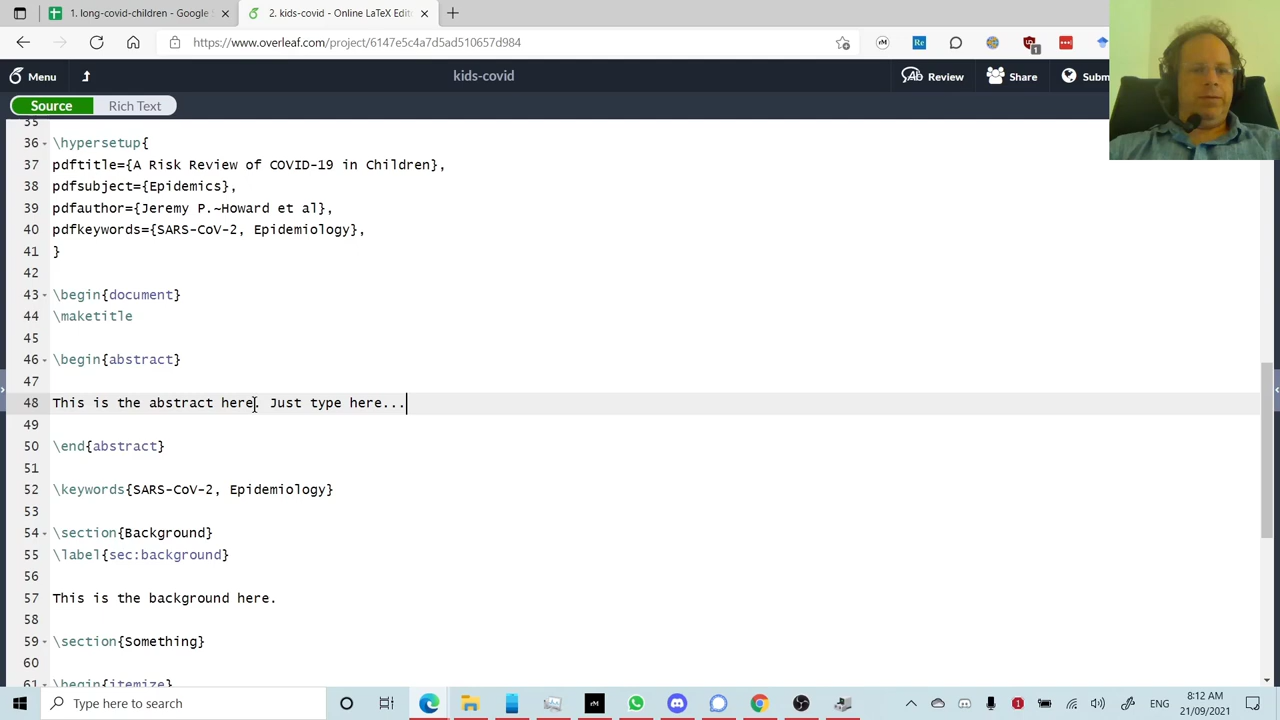 1. long-covid-children - Google
2. kids-covid - Online LaTeX Edit
https://www.overleaf.com/project/6147e5c4a7d5ad510657d984
Menu
kids-covid
Review
Share
Subm
Source
Rich Text
35
36 \hypersetup{
37 pdftitle={A Risk Review of COVID-19 in Children},
38 pdfsubject={Epidemics},
39 pdfauthor={Jeremy P.~Howard et al},
40 pdfkeywords={SARS-CoV-2, Epidemiology},
41 }
42
43 \begin{document}
44 \maketitle
45
46 \begin{abstract}
47
48 This is the abstract here. Just type here...
49
50 \end{abstract}
51
52 \keywords{SARS-CoV-2, Epidemiology}
53
54 \section{Background}
55 \label{sec:background}
56
57 This is the background here.
58
59 \section{Something}
60
61 \begin{itemize}
Type here to search
ENG
8:12 AM
21/09/2021